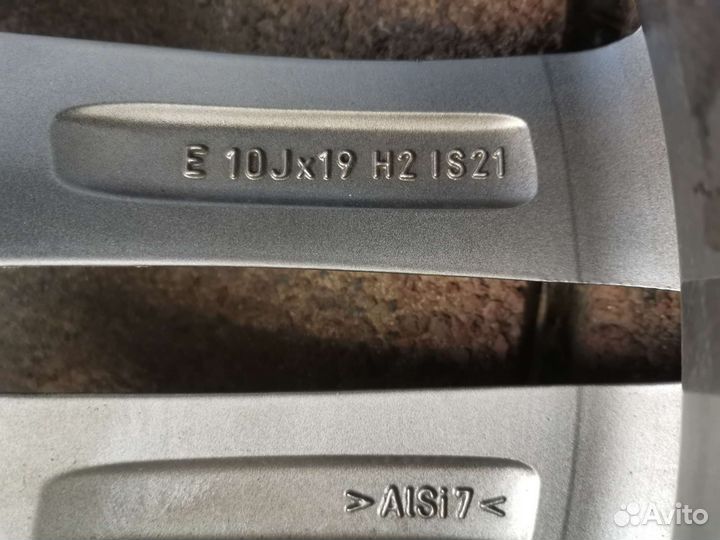 E 10Jx19 H2 IS21
>AlSi7<
Avito